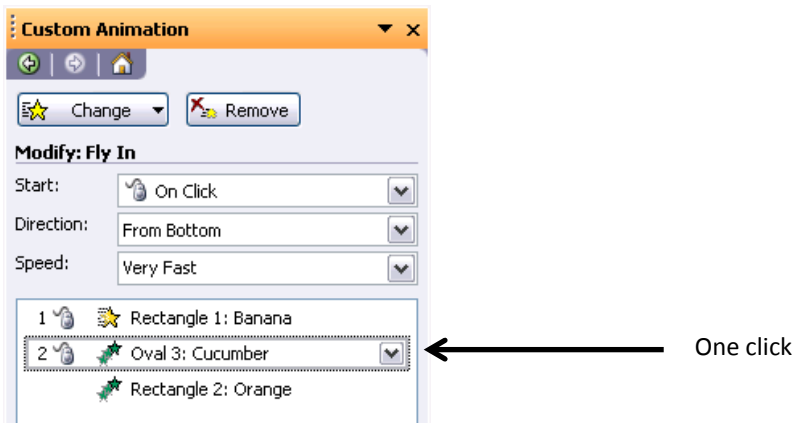 Custom Animation
Change Remove
Modify: Fly In
Start: On Click
Direction: From Bottom
Speed: Very Fast
1 Rectangle 1: Banana
2 Oval 3: Cucumber One click
Rectangle 2: Orange